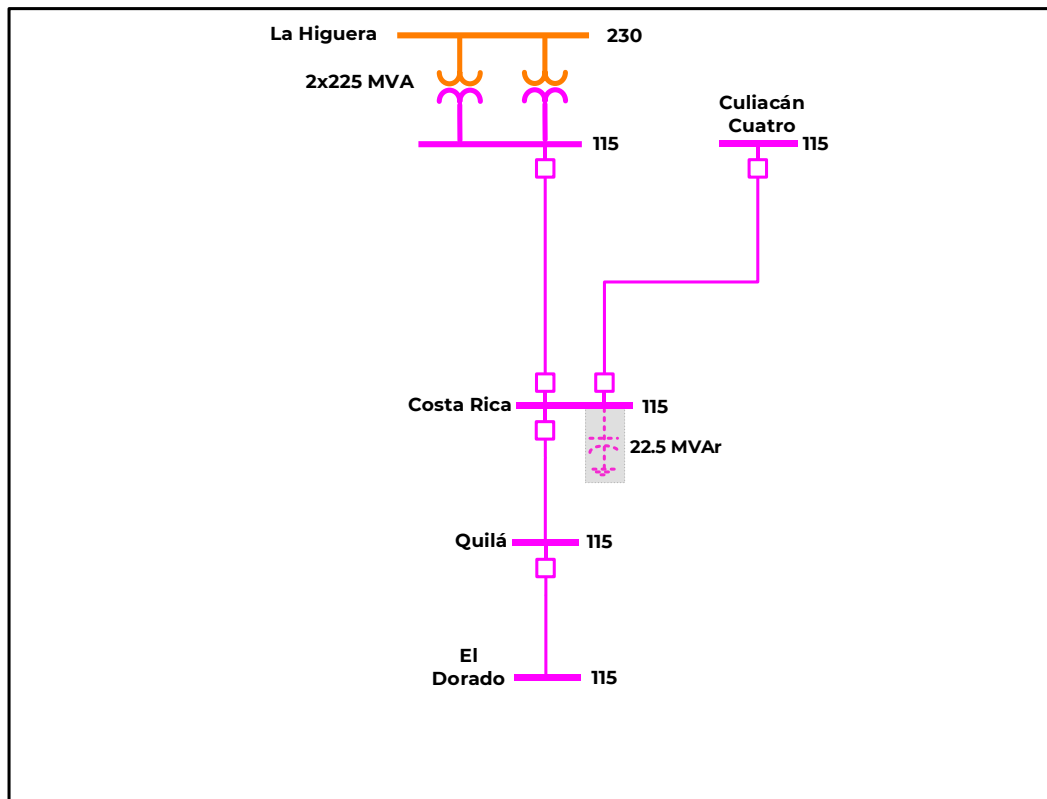 La Higuera
230
2x225 MVA
Culiacán
Cuatro
115
115
Costa Rica
115
22.5 MVAr
Quilá
115
El
Dorado
115